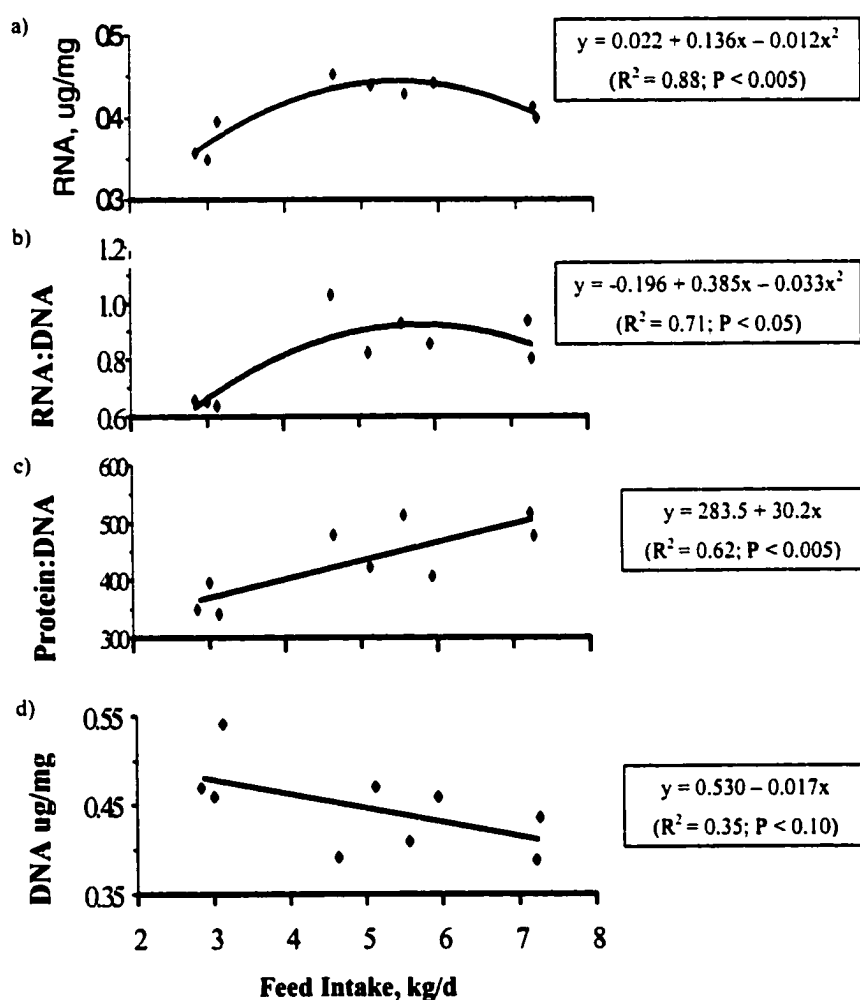 a)
RNA, ug/mg
0.5
0.4
0.3
y = 0.022 + 0.136x – 0.012x²
(R² = 0.88; P < 0.005)
b)
RNA:DNA
1.2
1.0
0.8
0.6
y = -0.196 + 0.385x – 0.033x²
(R² = 0.71; P < 0.05)
c)
Protein:DNA
600
500
400
300
y = 283.5 + 30.2x
(R² = 0.62; P < 0.005)
d)
DNA ug/mg
0.55
0.45
0.35
y = 0.530 – 0.017x
(R² = 0.35; P < 0.10)
2 3 4 5 6 7 8
Feed Intake, kg/d